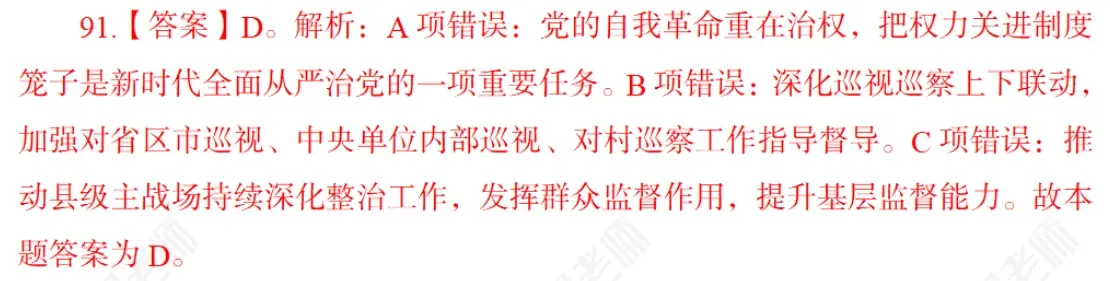 91.【答案】D。解析：A 项错误：党的自我革命重在治权，把权力关进制度
笼子是新时代全面从严治党的一项重要任务。B 项错误：深化巡视巡察上下联动，
加强对省区市巡视、中央单位内部巡视、对村巡察工作指导督导。C 项错误：推
动县级主战场持续深化整治工作，发挥群众监督作用，提升基层监督能力。故本
题答案为 D。
老师
老师